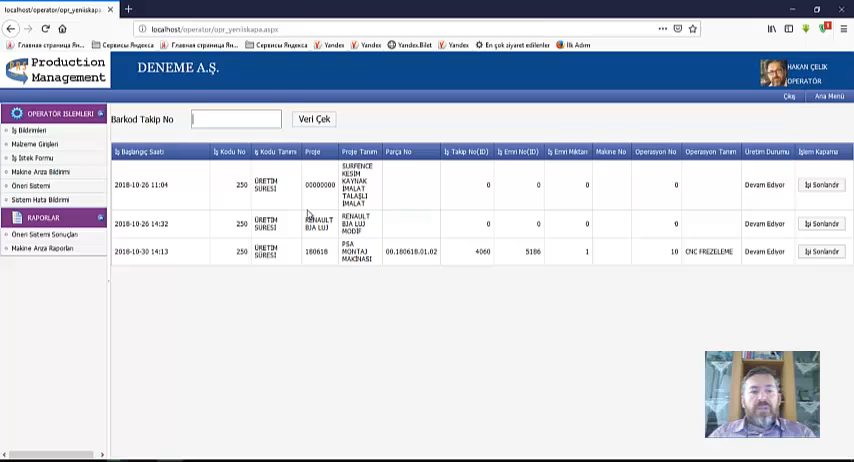 localhost/operator/opr_yeniskapa.as
localhost/operator/opr_yeniskapa.aspx
Главная страница Ян... Сервисы Яндекса Главная страница Ян... Сервисы Яндекса Yandex Yandex Yandex.Bilet Yandex En çok ziyaret edilenler İlk Adım
Production
Management
DENEME A.Ş.
HAKAN ÇELİK
OPERATÖR
Çıkış Ana Menü
OPERATÖR ISLEMLERI
İş Bildirimleri
Malzeme Girişleri
İş İstek Formu
Makine Arıza Bildirimi
Öneri Sistemi
Sistem Hata Bildirimi
RAPORLAR
Öneri Sistemi Sonuçları
Makine Arıza Raporları
Barkod Takip No Veri Çek
İş Başlangıç Saati İş Kodu No İş Kodu Tanımı Proje Proje Tanım Parça No İş Takip No(ID) İş Emri No(ID) İş Emri Miktarı Makine No Operasyon No Operasyon Tanım Üretim Durumu İşlem Kapama
2018-10-26 11:04 250 ÜRETİM SÜRESİ 00000000 SURFENCE KESIM KAYNAK İMALAT TALAŞLI İMALAT 0 0 0 0 Devam Ediyor İşi Sonlandır
2018-10-26 14:32 250 ÜRETİM SÜRESİ RENAULT BJA LUJ RENAULT BJA LUJ MODİF 0 0 0 0 Devam Ediyor İşi Sonlandır
2018-10-30 14:13 250 ÜRETİM SÜRESİ 180618 PSA MONTAJ MAKİNASI 00.180618.01.02 4060 5186 1 10 CNC FREZELEME Devam Ediyor İşi Sonlandır